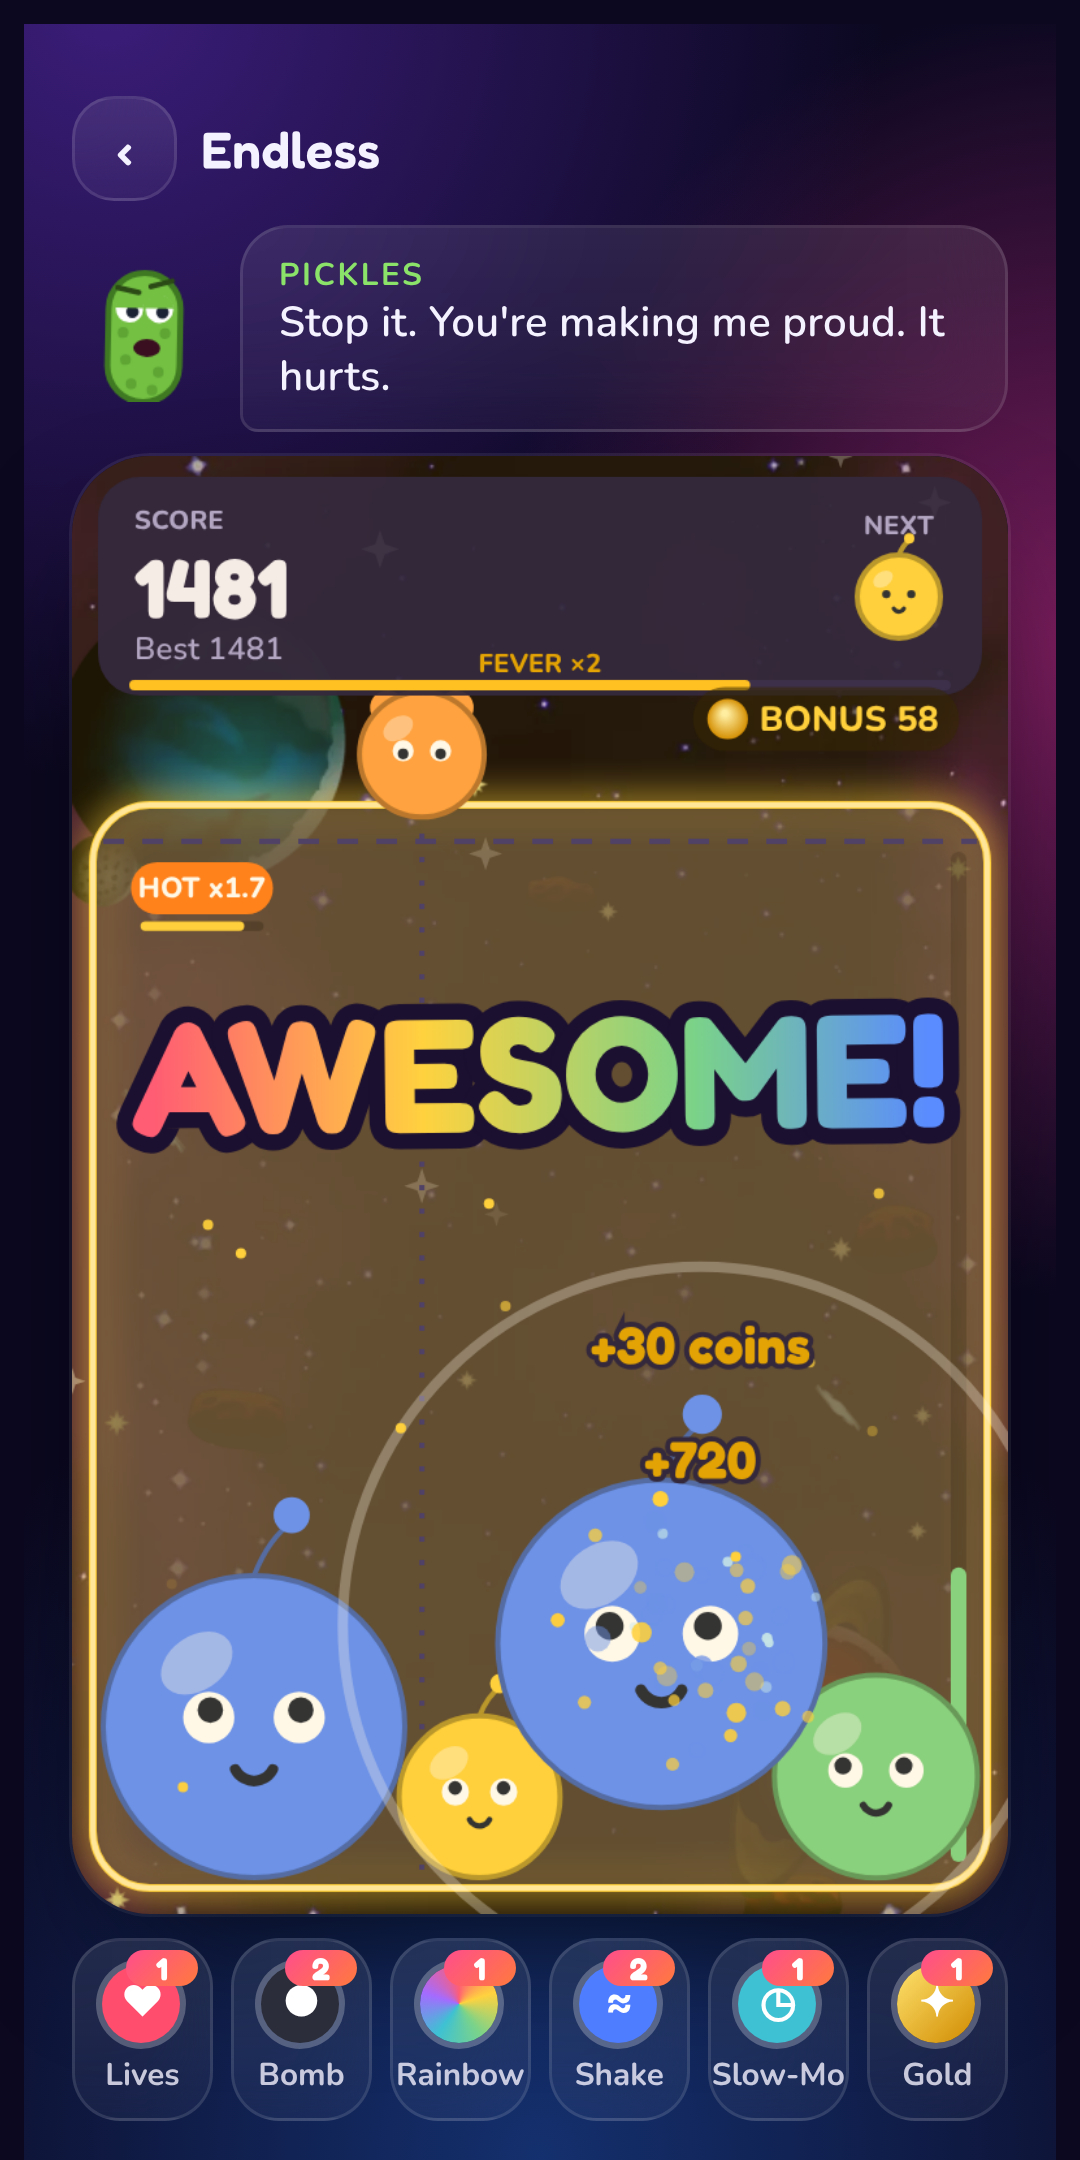 Endless
PICKLES
Stop it. You're making me proud. It
hurts.
SCORE
NEXT
1481
Best 1481
FEVER ×2
BONUS 58
HOT x1.7
AWESOME!
+30 coins
+720
1
2
1
2
1
1
Lives
Bomb
Rainbow
Shake
Slow-Mo
Gold